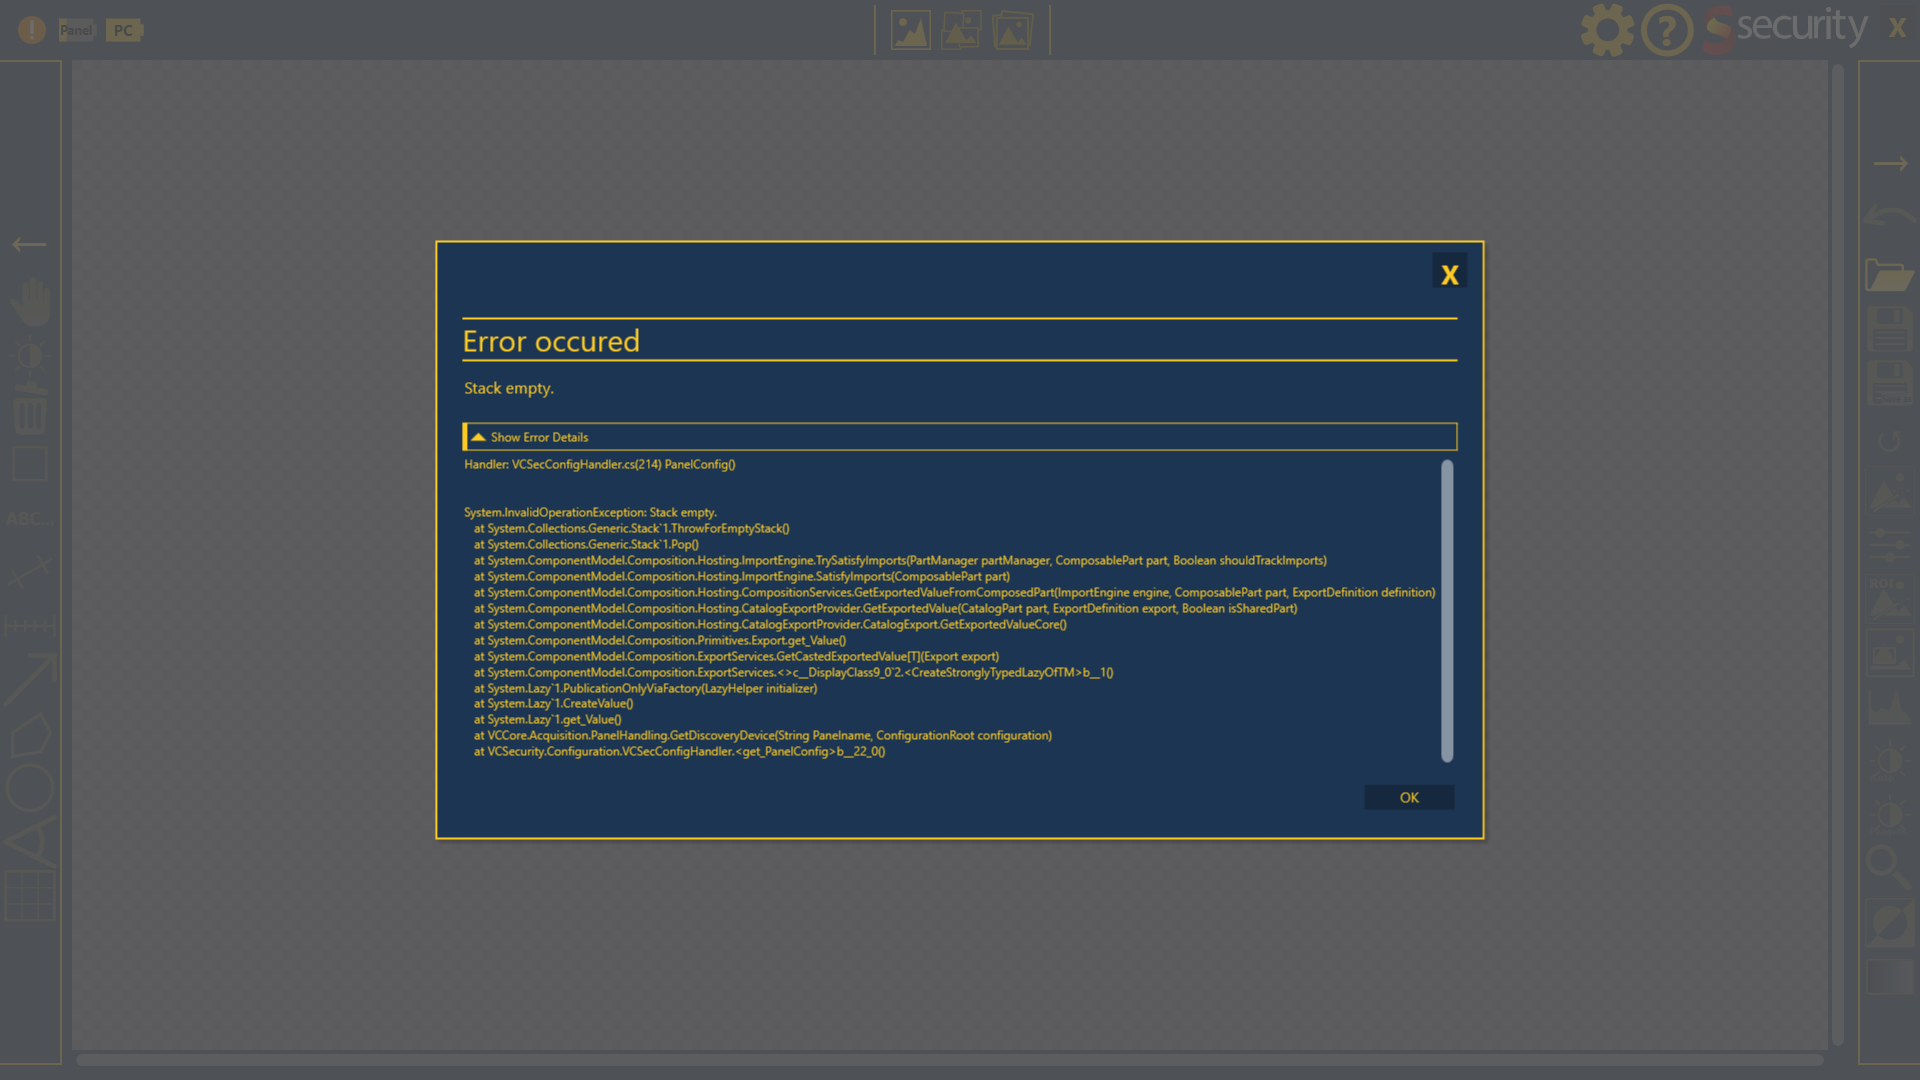 Panel PC
Ssecurity X
X
Error occured
Stack empty.
Show Error Details
Handler: VCSecConfigHandler.cs(214) PanelConfig()
System.InvalidOperationException: Stack empty.
at System.Collections.Generic.Stack`1.ThrowForEmptyStack()
at System.Collections.Generic.Stack`1.Pop()
at System.ComponentModel.Composition.Hosting.ImportEngine.TrySatisfyImports(PartManager partManager, ComposablePart part, Boolean shouldTrackImports)
at System.ComponentModel.Composition.Hosting.ImportEngine.SatisfyImports(ComposablePart part)
at System.ComponentModel.Composition.Hosting.CompositionServices.GetExportedValueFromComposedPart(ImportEngine engine, ComposablePart part, ExportDefinition definition)
at System.ComponentModel.Composition.Hosting.CatalogExportProvider.GetExportedValue(CatalogPart part, ExportDefinition export, Boolean isSharedPart)
at System.ComponentModel.Composition.Hosting.CatalogExportProvider.CatalogExport.GetExportedValueCore()
at System.ComponentModel.Composition.Primitives.Export.get_Value()
at System.ComponentModel.Composition.ExportServices.GetCastedExportedValue[T](Export export)
at System.ComponentModel.Composition.ExportServices.<>c__DisplayClass9_0`2.<CreateStronglyTypedLazyOfTM>b__1()
at System.Lazy`1.PublicationOnlyViaFactory(LazyHelper initializer)
at System.Lazy`1.CreateValue()
at System.Lazy`1.get_Value()
at VCCore.Acquisition.PanelHandling.GetDiscoveryDevice(String Panelname, ConfigurationRoot configuration)
at VCSecurity.Configuration.VCSecConfigHandler.<get_PanelConfig>b__22_0()
OK
ABC...
ROI